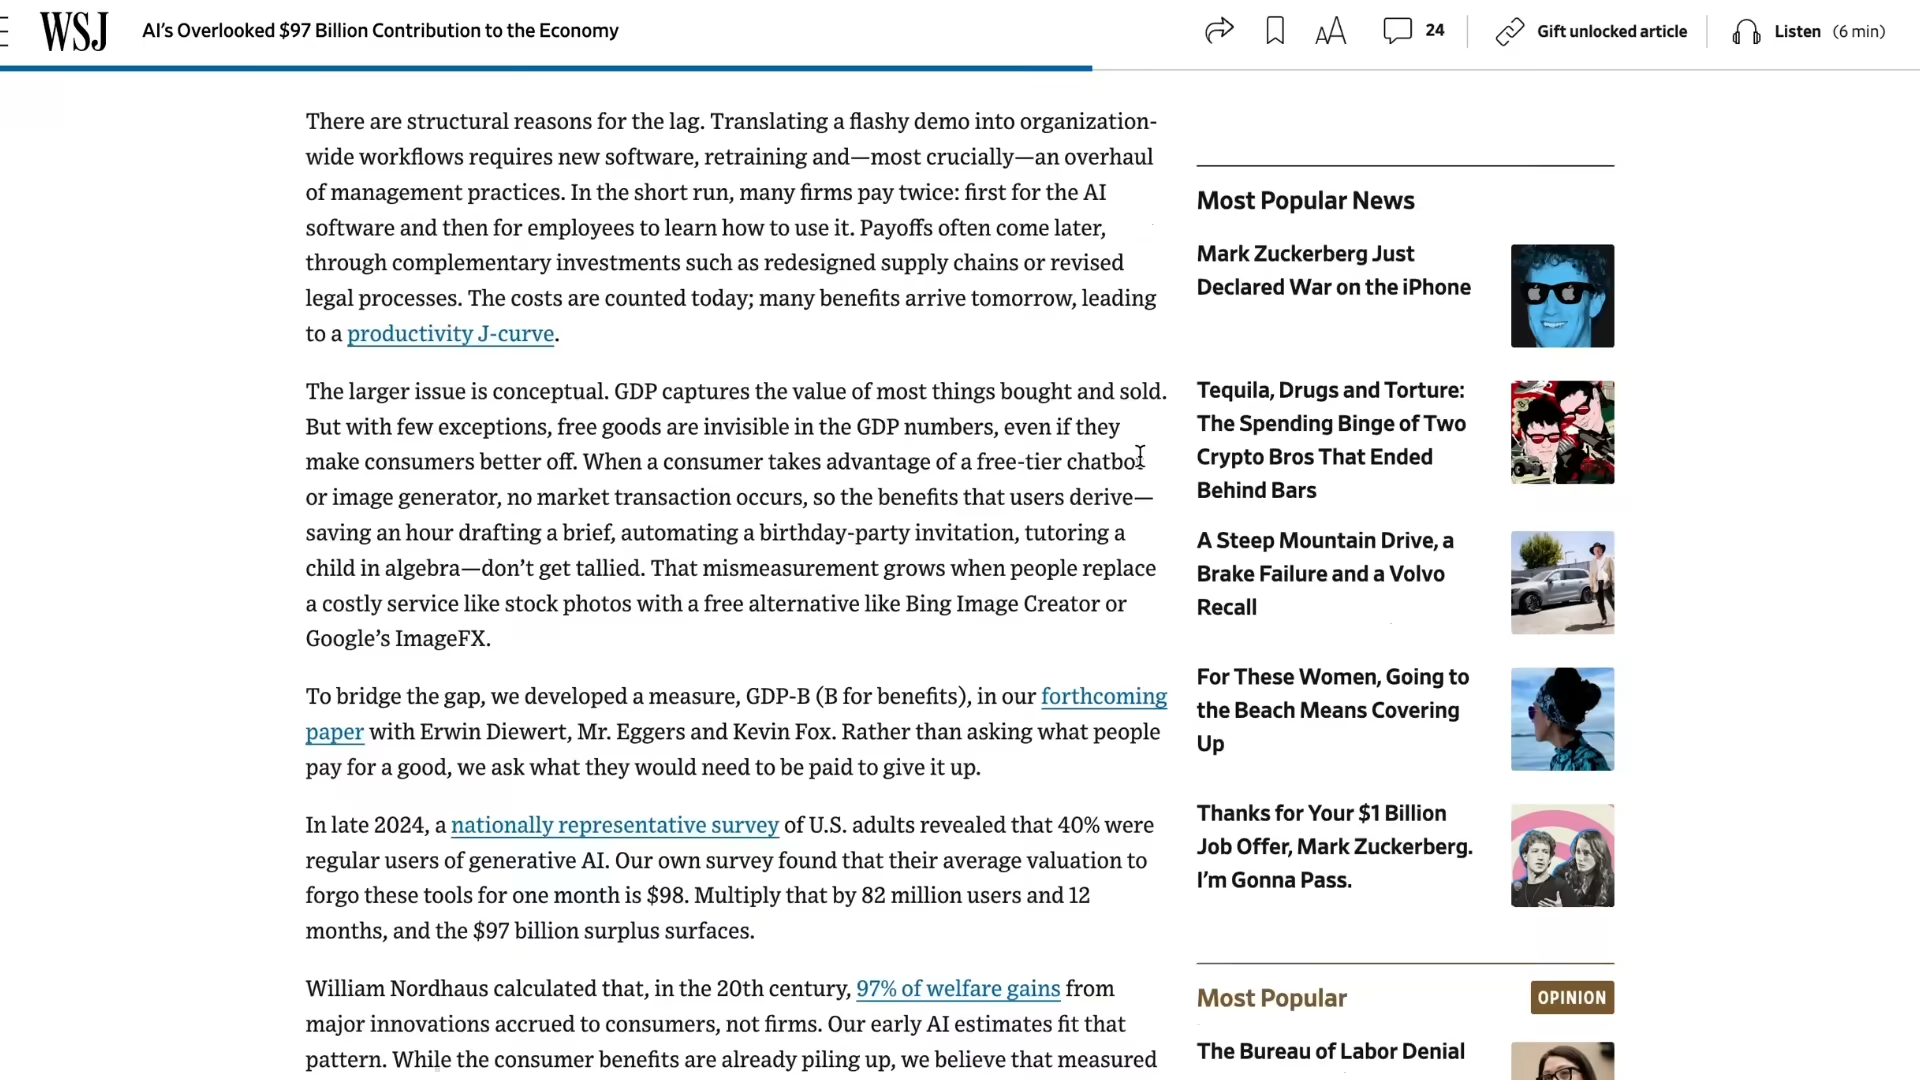 WSJ
AI's Overlooked $97 Billion Contribution to the Economy
24
Gift unlocked article
Listen (6 min)
There are structural reasons for the lag. Translating a flashy demo into organization-
wide workflows requires new software, retraining and—most crucially—an overhaul
of management practices. In the short run, many firms pay twice: first for the AI
software and then for employees to learn how to use it. Payoffs often come later,
through complementary investments such as redesigned supply chains or revised
legal processes. The costs are counted today; many benefits arrive tomorrow, leading
to a productivity J-curve.
The larger issue is conceptual. GDP captures the value of most things bought and sold.
But with few exceptions, free goods are invisible in the GDP numbers, even if they
make consumers better off. When a consumer takes advantage of a free-tier chatbot
or image generator, no market transaction occurs, so the benefits that users derive—
saving an hour drafting a brief, automating a birthday-party invitation, tutoring a
child in algebra—don't get tallied. That mismeasurement grows when people replace
a costly service like stock photos with a free alternative like Bing Image Creator or
Google's ImageFX.
To bridge the gap, we developed a measure, GDP-B (B for benefits), in our forthcoming
paper with Erwin Diewert, Mr. Eggers and Kevin Fox. Rather than asking what people
pay for a good, we ask what they would need to be paid to give it up.
In late 2024, a nationally representative survey of U.S. adults revealed that 40% were
regular users of generative AI. Our own survey found that their average valuation to
forgo these tools for one month is $98. Multiply that by 82 million users and 12
months, and the $97 billion surplus surfaces.
William Nordhaus calculated that, in the 20th century, 97% of welfare gains from
major innovations accrued to consumers, not firms. Our early AI estimates fit that
pattern. While the consumer benefits are already piling up, we believe that measured
Most Popular News
Mark Zuckerberg Just
Declared War on the iPhone
Tequila, Drugs and Torture:
The Spending Binge of Two
Crypto Bros That Ended
Behind Bars
A Steep Mountain Drive, a
Brake Failure and a Volvo
Recall
For These Women, Going to
the Beach Means Covering
Up
Thanks for Your $1 Billion
Job Offer, Mark Zuckerberg.
I'm Gonna Pass.
Most Popular
OPINION
The Bureau of Labor Denial